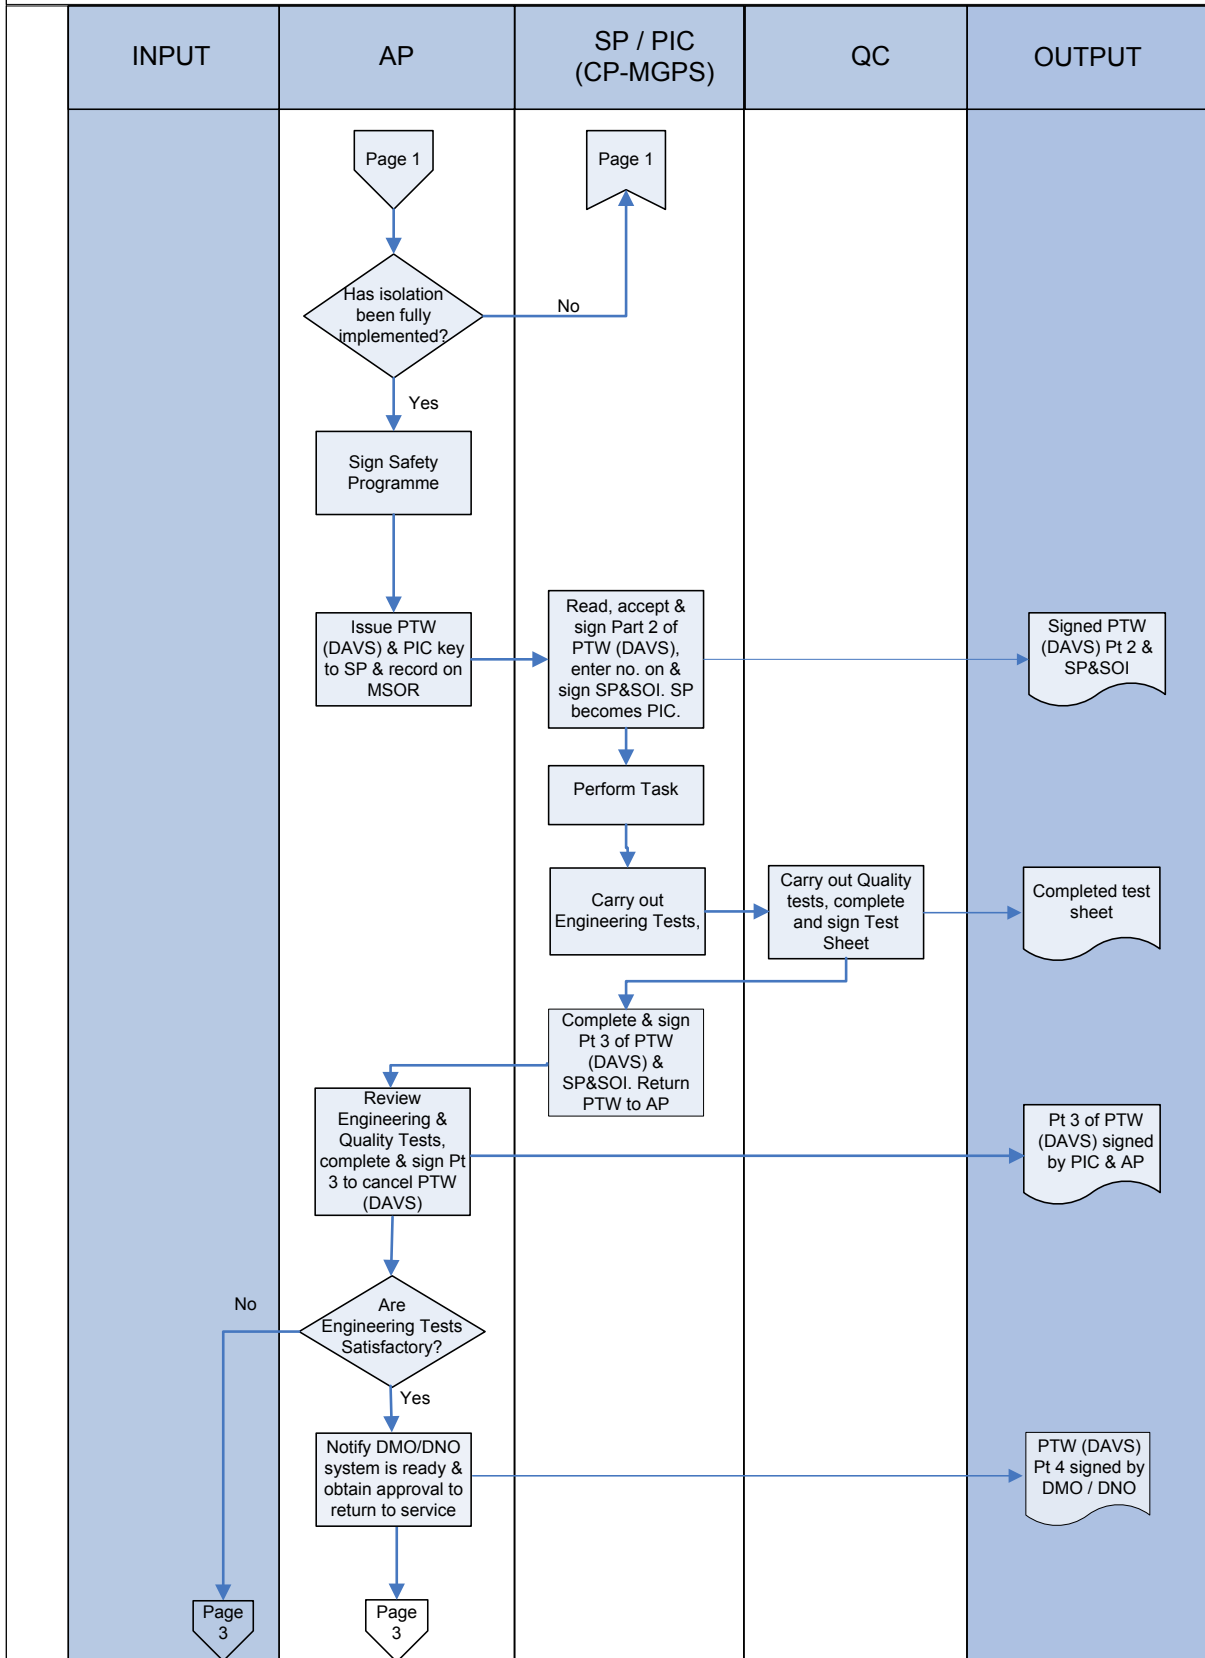 INPUT
AP
SP / PIC
(CP-MGPS)
QC
OUTPUT
Page 1
Page 1
Has isolation
been fully
implemented?
No
Yes
Sign Safety
Programme
Issue PTW
(DAVS) & PIC key
to SP & record on
MSOR
Read, accept &
sign Part 2 of
PTW (DAVS),
enter no. on &
sign SP&SOI. SP
becomes PIC.
Signed PTW
(DAVS) Pt 2 &
SP&SOI
Perform Task
Carry out
Engineering Tests,
Carry out Quality
tests, complete
and sign Test
Sheet
Completed test
sheet
Complete & sign
Pt 3 of PTW
(DAVS) &
SP&SOI. Return
PTW to AP
Review
Engineering &
Quality Tests,
complete & sign Pt
3 to cancel PTW
(DAVS)
Pt 3 of PTW
(DAVS) signed
by PIC & AP
Are
Engineering Tests
Satisfactory?
No
Yes
Notify DMO/DNO
system is ready &
obtain approval to
return to service
PTW (DAVS)
Pt 4 signed by
DMO / DNO
Page
3
Page
3